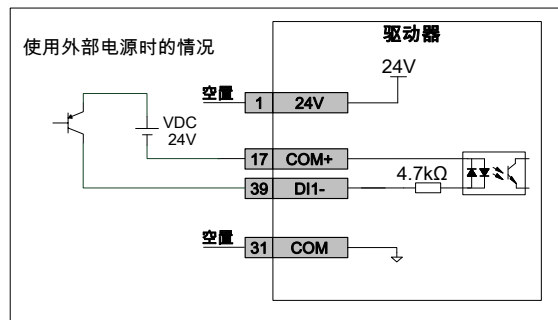 使用外部电源时的情况
驱动器
24V
空置
1 24V
VDC
24V
17 COM+
39 DI1-
4.7kΩ
空置
31 COM